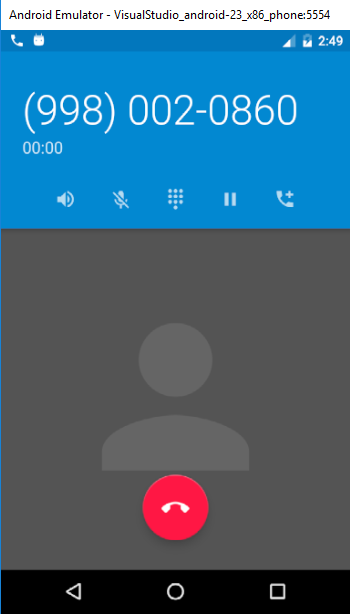 Android Emulator - VisualStudio_android-23_x86_phone:5554
2:49
(998) 002-0860
00:00